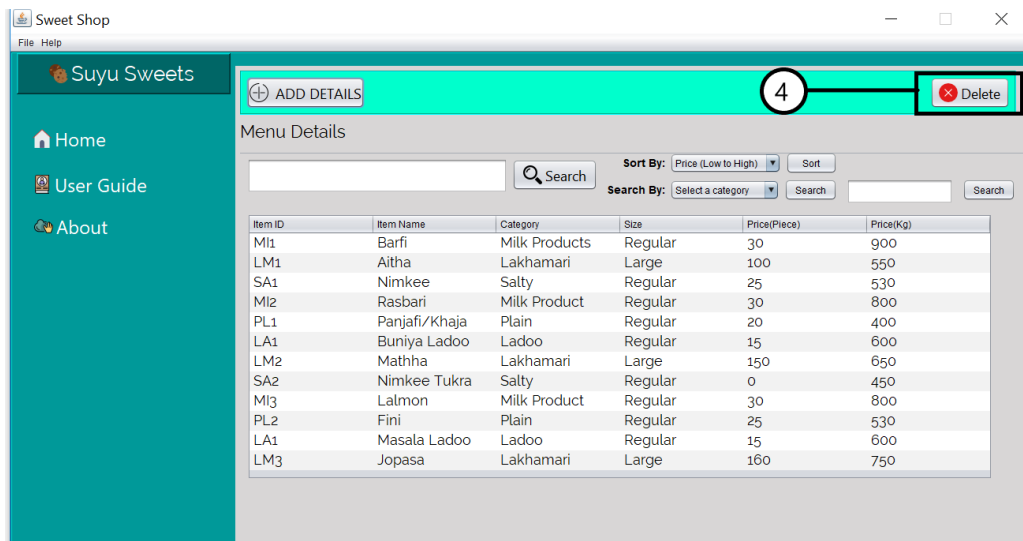 Sweet Shop
File Help
Suyu Sweets
Home
User Guide
About
ADD DETAILS
4
Delete
Menu Details
Search
Sort By: Price (Low to High) Sort
Search By: Select a category Search Search
Item ID Item Name Category Size Price(Piece) Price(Kg)
MI1 Barfi Milk Products Regular 30 900
LM1 Aitha Lakhamari Large 100 550
SA1 Nimkee Salty Regular 25 530
MI2 Rasbari Milk Product Regular 30 800
PL1 Panjafi/Khaja Plain Regular 20 400
LA1 Buniya Ladoo Ladoo Regular 15 600
LM2 Mathha Lakhamari Large 150 650
SA2 Nimkee Tukra Salty Regular 0 450
MI3 Lalmon Milk Product Regular 30 800
PL2 Fini Plain Regular 25 530
LA1 Masala Ladoo Ladoo Regular 15 600
LM3 Jopasa Lakhamari Large 160 750